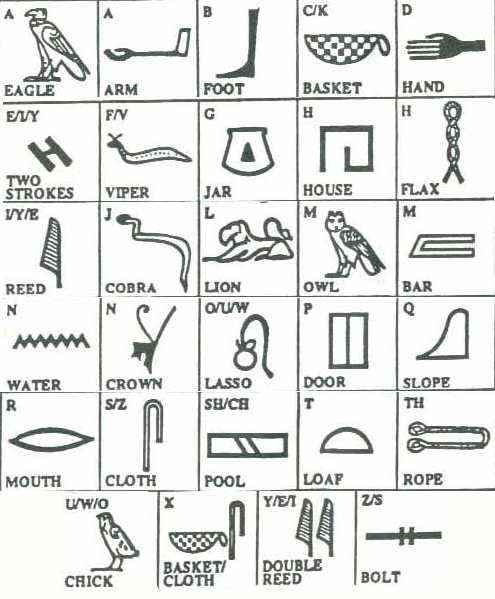 A A B C/K D
EAGLE ARM FOOT BASKET HAND
E/I/Y F/V G H H
TWO STROKES VIPER JAR HOUSE FLAX
I/Y/E J L M M
REED COBRA LION OWL BAR
N N O/U/W P Q
WATER CROWN LASSO DOOR SLOPE
R S/Z SH/CH T TH
MOUTH CLOTH POOL LOAF ROPE
U/W/O X Y/E/I Z/S
CHICK BASKET/ CLOTH DOUBLE REED BOLT